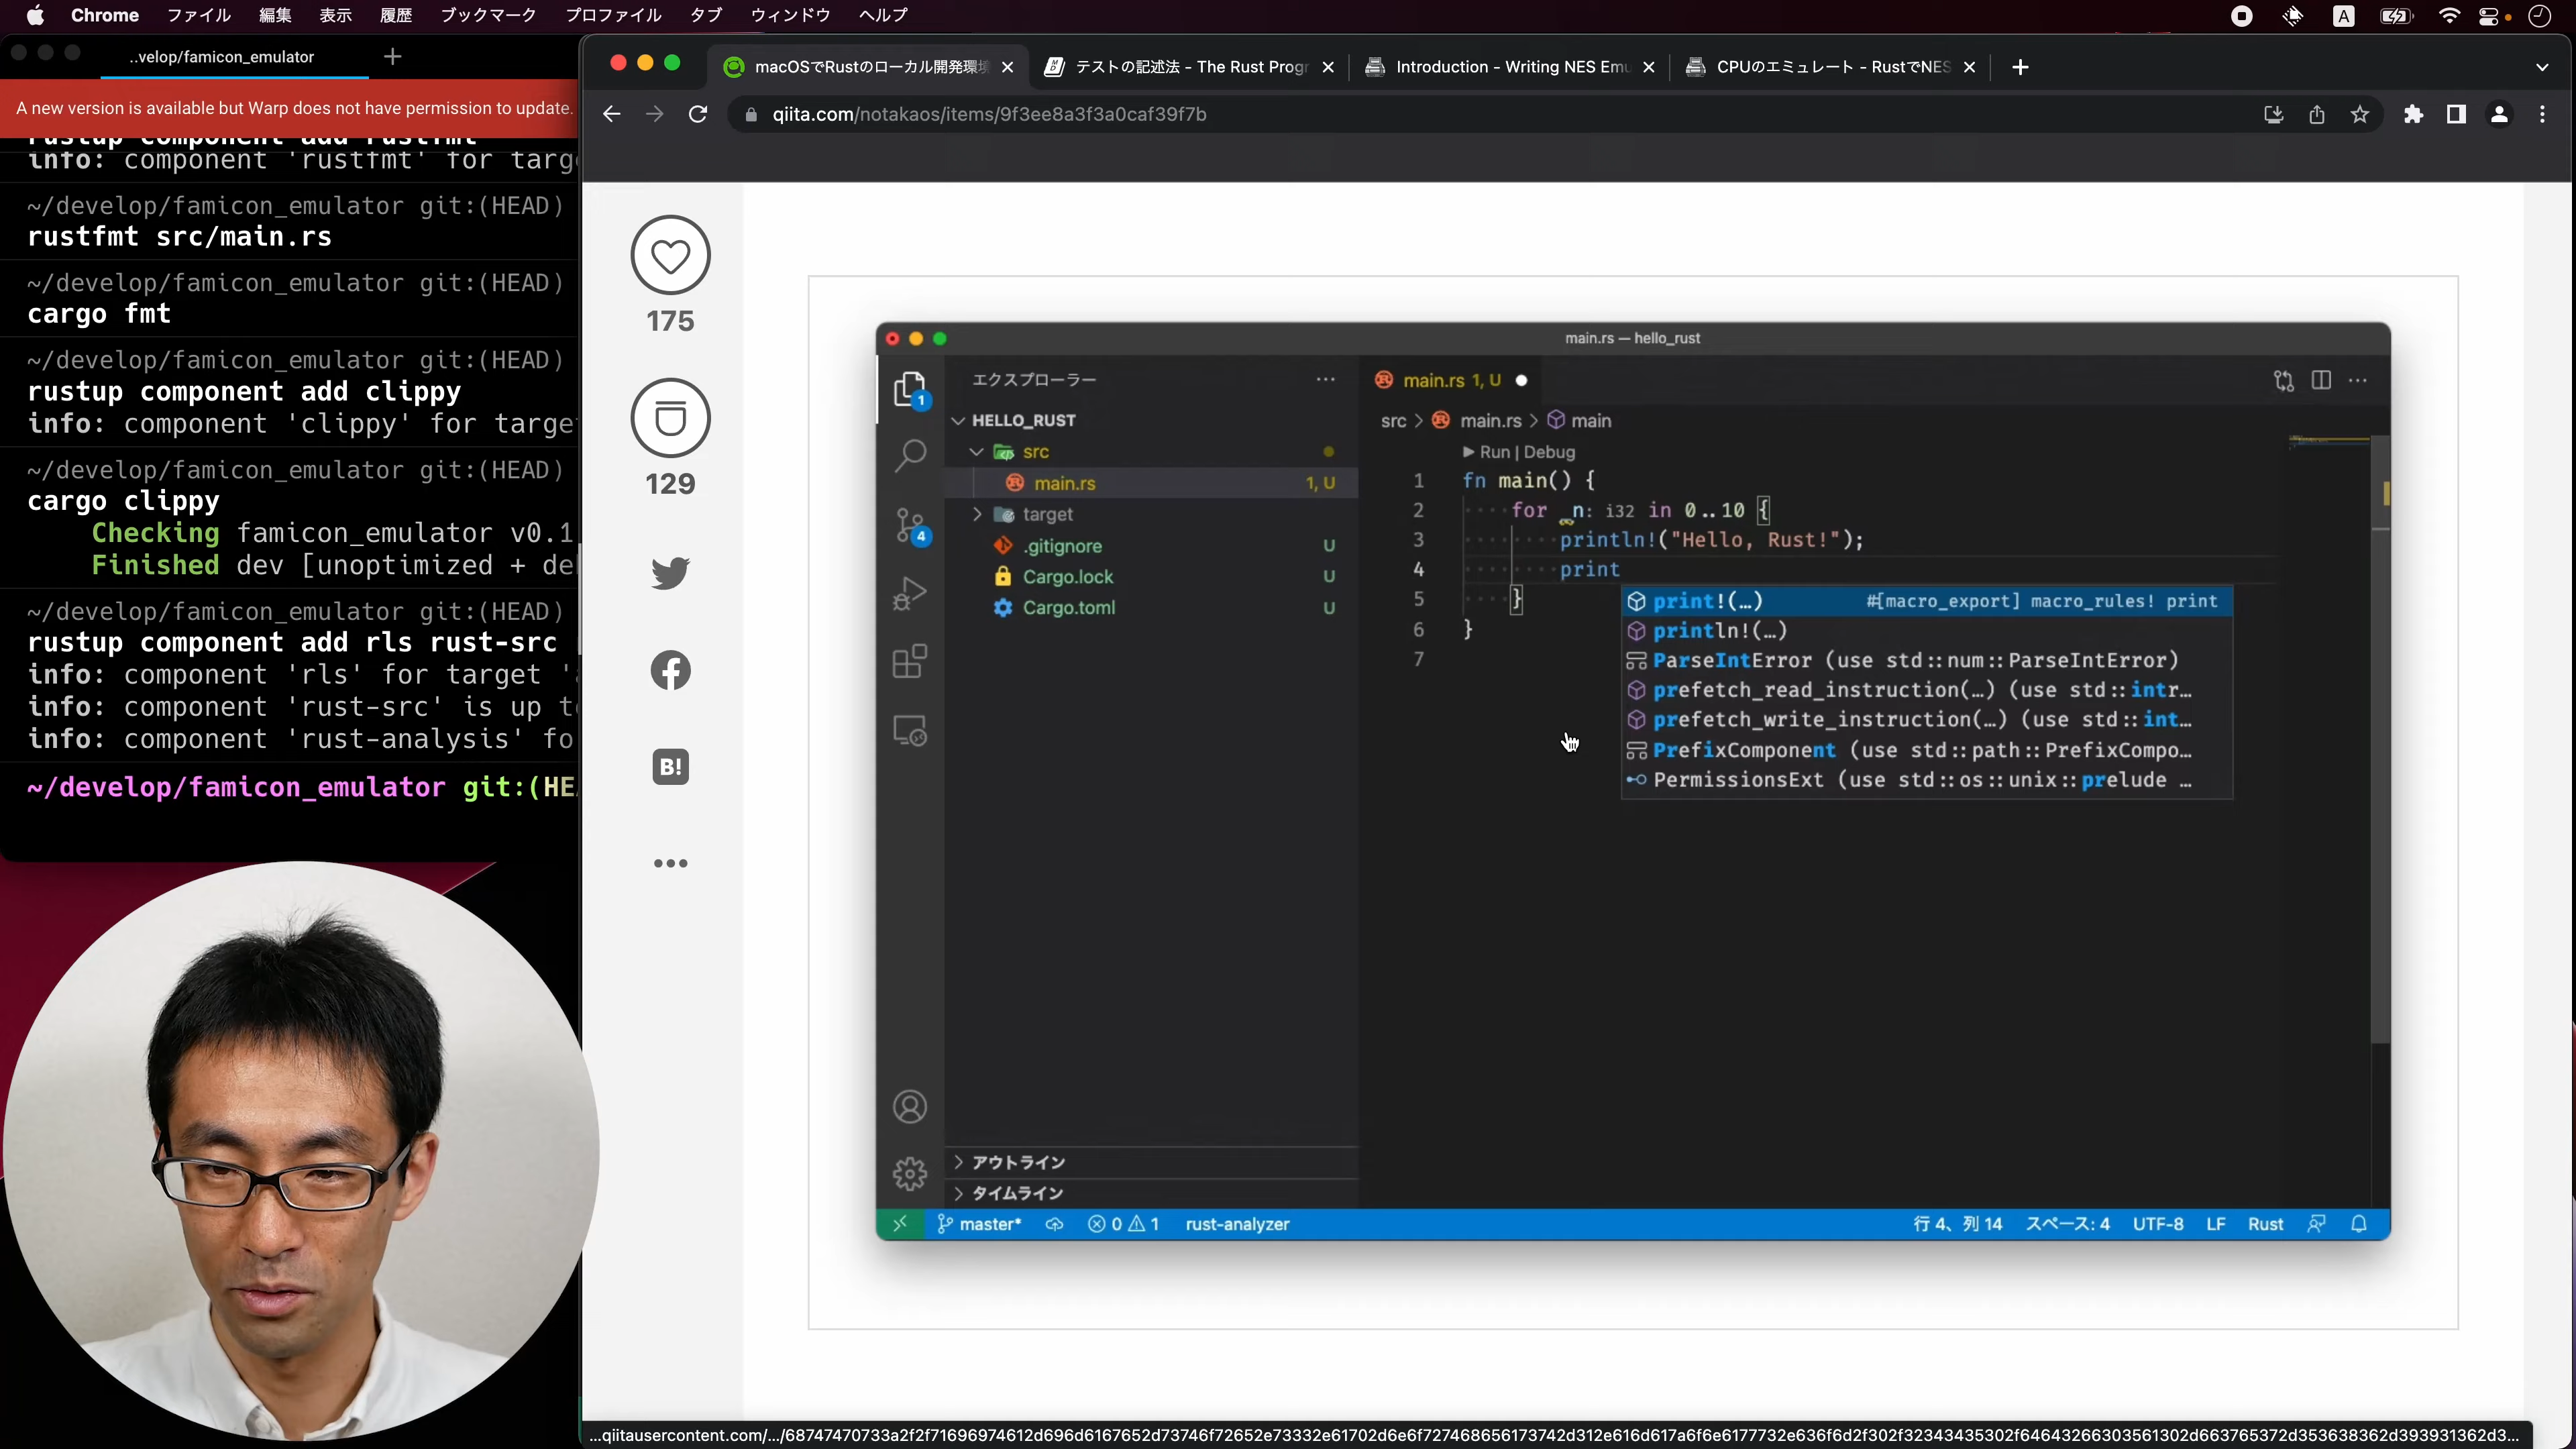 Chrome ファイル 編集 表示 履歴 ブックマーク プロファイル タブ ウィンドウ ヘルプ
A
..velop/famicon_emulator
A new version is available but Warp does not have permission to update.
rustup component add rustfmt
info: component 'rustfmt' for targ
~/develop/famicon_emulator git:(HEAD)
rustfmt src/main.rs
~/develop/famicon_emulator git:(HEAD)
cargo fmt
~/develop/famicon_emulator git:(HEAD)
rustup component add clippy
info: component 'clippy' for targe
~/develop/famicon_emulator git:(HEAD)
cargo clippy
Checking famicon_emulator v0.1
Finished dev [unoptimized + de
~/develop/famicon_emulator git:(HEAD)
rustup component add rls rust-src
info: component 'rls' for target '
info: component 'rust-src' is up t
info: component 'rust-analysis' fo
~/develop/famicon_emulator git:(HE
macOSでRustのローカル開発環境
テストの記述法 - The Rust Progr
Introduction - Writing NES Emu
CPUのエミュレート - RustでNES
qiita.com/notakaos/items/9f3ee8a3f3a0caf39f7b
175
129
B!
main.rs — hello_rust
エクスプローラー
HELLO_RUST
src
main.rs 1, U
target
.gitignore U
Cargo.lock U
Cargo.toml U
1
4
アウトライン
タイムライン
main.rs 1, U
src > main.rs > main
Run | Debug
1 fn main() {
2 for _n: i32 in 0..10 {
3 println!("Hello, Rust!");
4 print
5 }
6 }
7
print!(…) #[macro_export] macro_rules! print
println!(…)
ParseIntError (use std::num::ParseIntError)
prefetch_read_instruction(…) (use std::intr…
prefetch_write_instruction(…) (use std::int…
PrefixComponent (use std::path::PrefixCompo…
PermissionsExt (use std::os::unix::prelude …
master* 0 1 rust-analyzer
行 4、列 14 スペース: 4 UTF-8 LF Rust